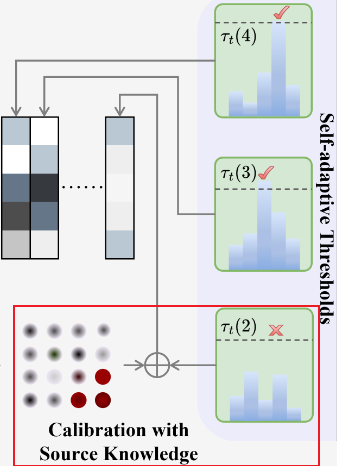 τₜ(4)
τₜ(3)
Self-adaptive Thresholds
τₜ(2)
Calibration with
Source Knowledge